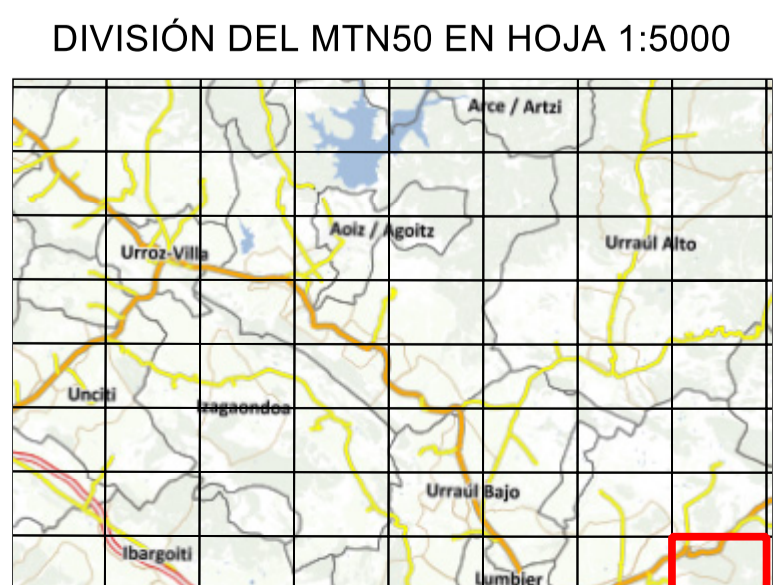 DIVISIÓN DEL MTN50 EN HOJA 1:5000
Arce / Artzi
Aoiz / Agoitz
Urraúl Alto
Urroz-Villa
Unciti
Izagaondoa
Urraúl Bajo
Ibargoiti
Lumbier